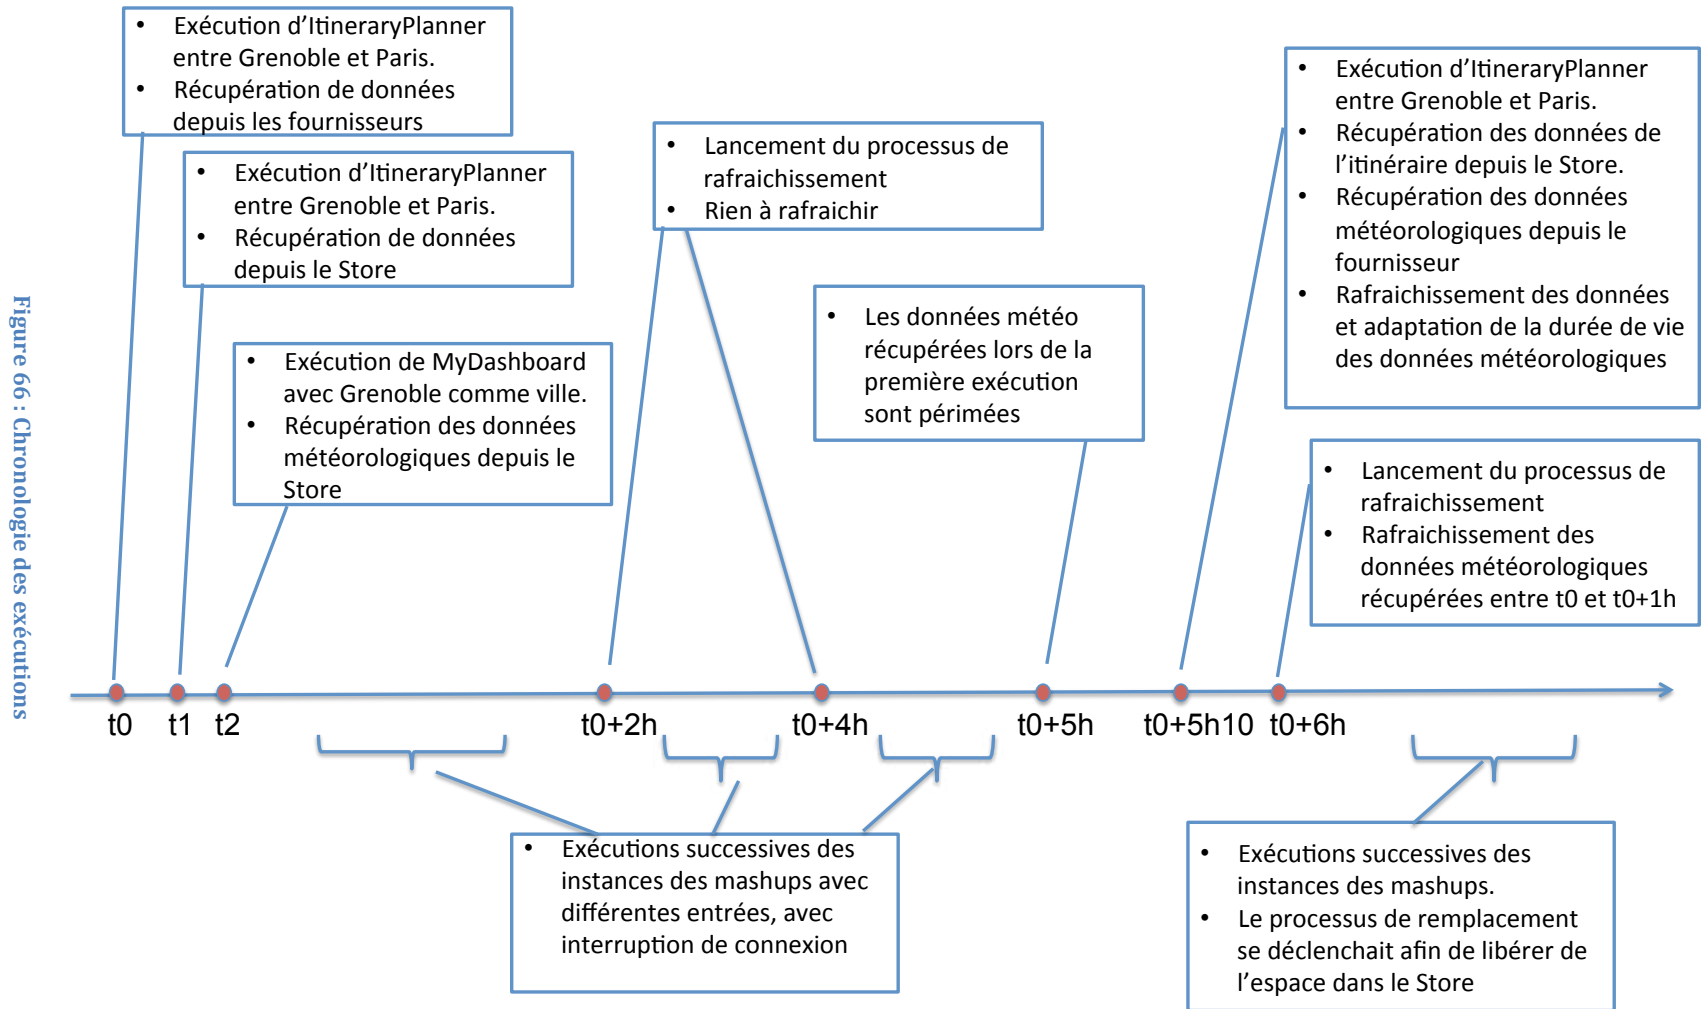 • Exécution d’ItineraryPlanner
entre Grenoble et Paris.
• Récupération de données
depuis les fournisseurs
• Exécution d’ItineraryPlanner
entre Grenoble et Paris.
• Récupération de données
depuis le Store
• Exécution de MyDashboard
avec Grenoble comme ville.
• Récupération des données
météorologiques depuis le
Store
• Lancement du processus de
rafraichissement
• Rien à rafraichir
• Les données météo
récupérées lors de la
première exécution
sont périmées
• Exécution d’ItineraryPlanner
entre Grenoble et Paris.
• Récupération des données de
l’itinéraire depuis le Store.
• Récupération des données
météorologiques depuis le
fournisseur
• Rafraichissement des données
et adaptation de la durée de vie
des données météorologiques
• Lancement du processus de
rafraichissement
• Rafraichissement des
données météorologiques
récupérées entre t0 et t0+1h
t0 t1 t2 t0+2h t0+4h t0+5h t0+5h10 t0+6h
• Exécutions successives des
instances des mashups avec
différentes entrées, avec
interruption de connexion
• Exécutions successives des
instances des mashups.
• Le processus de remplacement
se déclenchait afin de libérer de
l’espace dans le Store
Figure 66 : Chronologie des exécutions